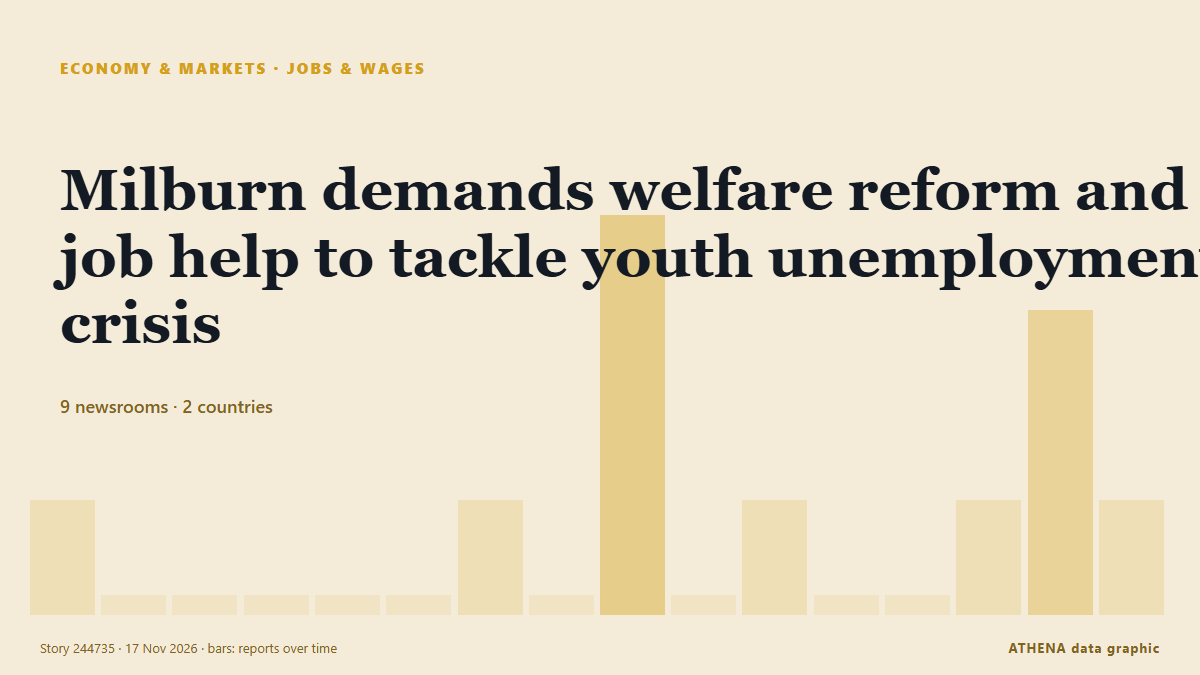 ECONOMY & MARKETS · JOBS & WAGES
Milburn demands welfare reform and
job help to tackle youth unemployment
crisis
9 newsrooms · 2 countries
Story 244735 · 17 Nov 2026 · bars: reports over time
ATHENA data graphic